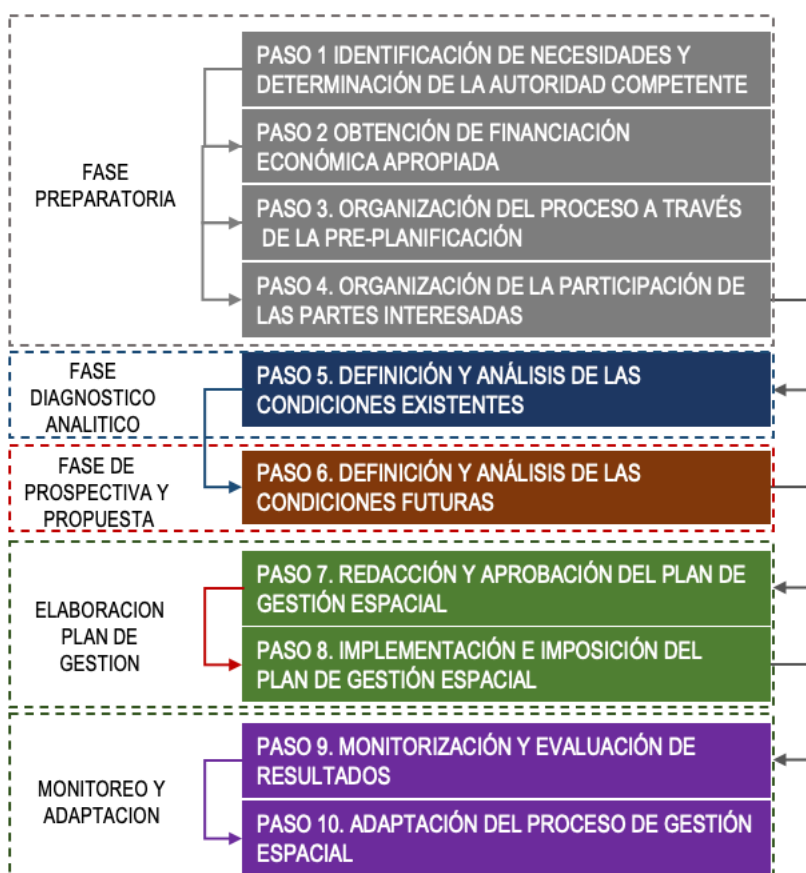 FASE
PREPARATORIA
PASO 1 IDENTIFICACIÓN DE NECESIDADES Y
DETERMINACIÓN DE LA AUTORIDAD COMPETENTE
PASO 2 OBTENCIÓN DE FINANCIACIÓN
ECONÓMICA APROPIADA
PASO 3. ORGANIZACIÓN DEL PROCESO A TRAVÉS
DE LA PRE-PLANIFICACIÓN
PASO 4. ORGANIZACIÓN DE LA PARTICIPACIÓN DE
LAS PARTES INTERESADAS
FASE
DIAGNOSTICO
ANALITICO
PASO 5. DEFINICIÓN Y ANÁLISIS DE LAS
CONDICIONES EXISTENTES
FASE DE
PROSPECTIVA Y
PROPUESTA
PASO 6. DEFINICIÓN Y ANÁLISIS DE LAS
CONDICIONES FUTURAS
ELABORACION
PLAN DE
GESTION
PASO 7. REDACCIÓN Y APROBACIÓN DEL PLAN DE
GESTIÓN ESPACIAL
PASO 8. IMPLEMENTACIÓN E IMPOSICIÓN DEL
PLAN DE GESTIÓN ESPACIAL
MONITOREO Y
ADAPTACION
PASO 9. MONITORIZACIÓN Y EVALUACIÓN DE
RESULTADOS
PASO 10. ADAPTACIÓN DEL PROCESO DE GESTIÓN
ESPACIAL